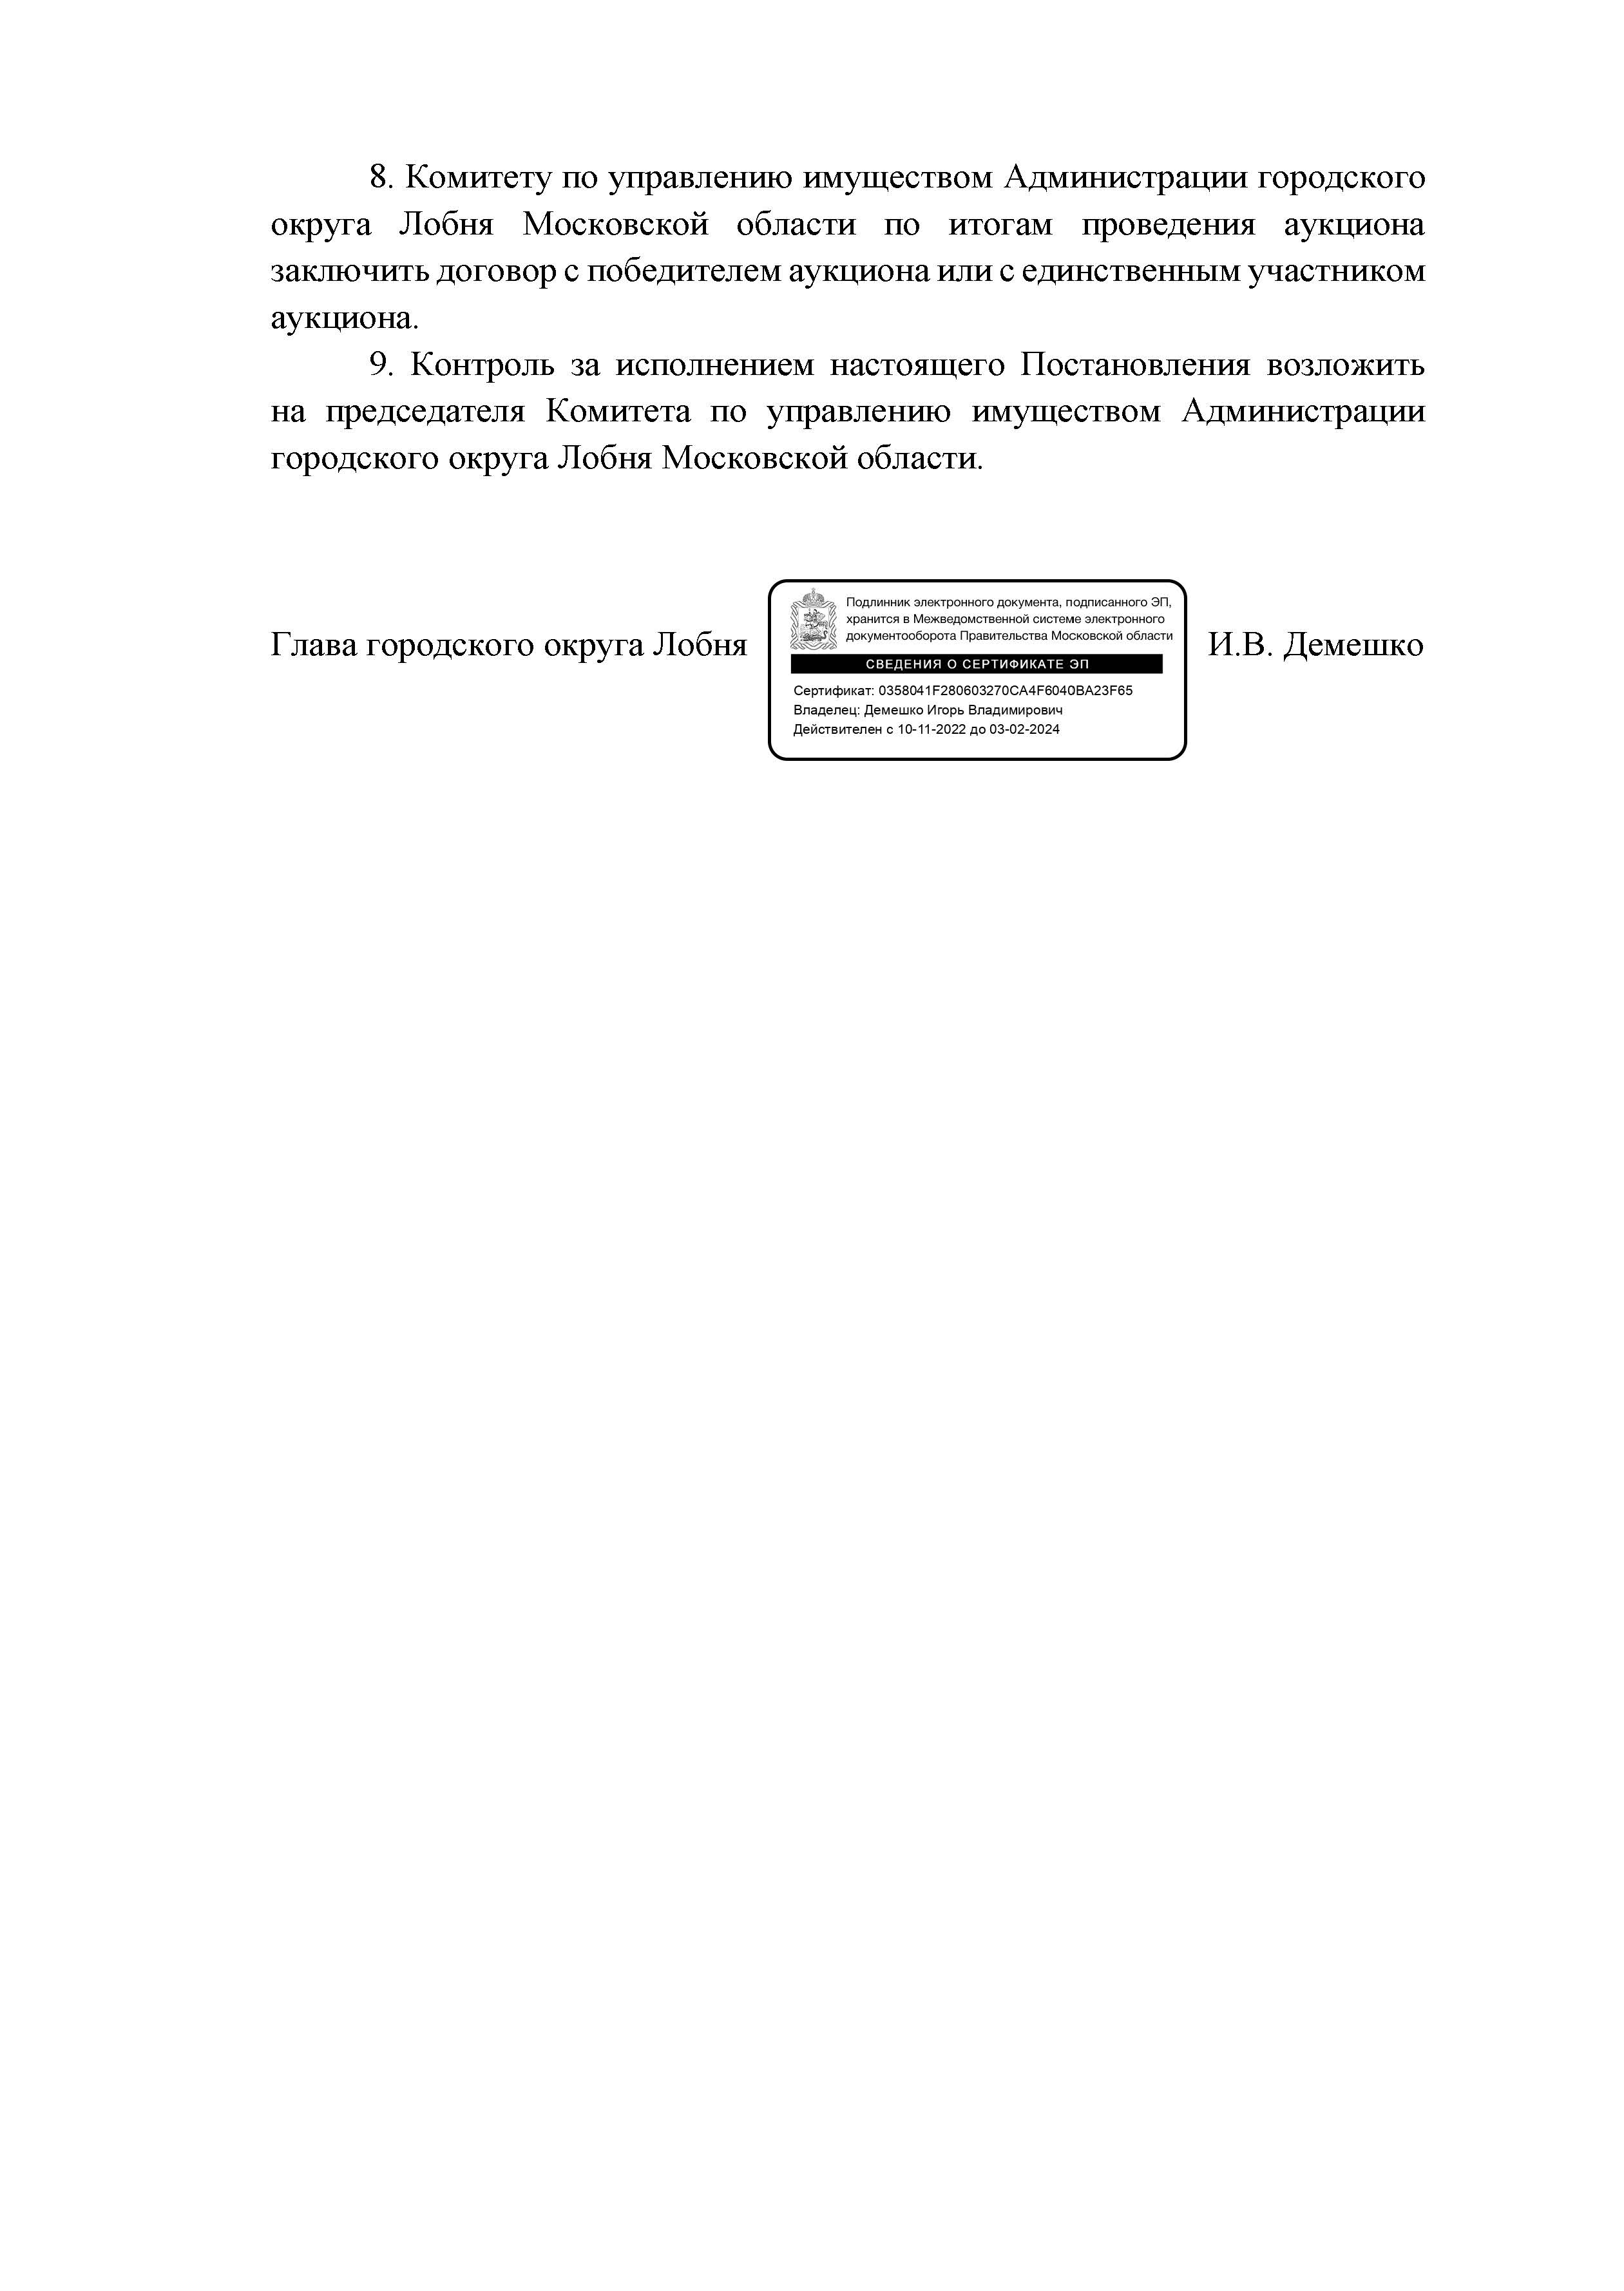 8. Комитету по управлению имуществом Администрации городского
округа Лобня Московской области по итогам проведения аукциона
заключить договор с победителем аукциона или с единственным участником
аукциона.
9. Контроль за исполнением настоящего Постановления возложить
на председателя Комитета по управлению имуществом Администрации
городского округа Лобня Московской области.
Глава городского округа Лобня
Подлинник электронного документа, подписанного ЭП,
хранится в Межведомственной системе электронного
документооборота Правительства Московской области
СВЕДЕНИЯ О СЕРТИФИКАТЕ ЭП
Сертификат: 0358041F280603270CA4F6040BA23F65
Владелец: Демешко Игорь Владимирович
Действителен с 10-11-2022 до 03-02-2024
И.В. Демешко